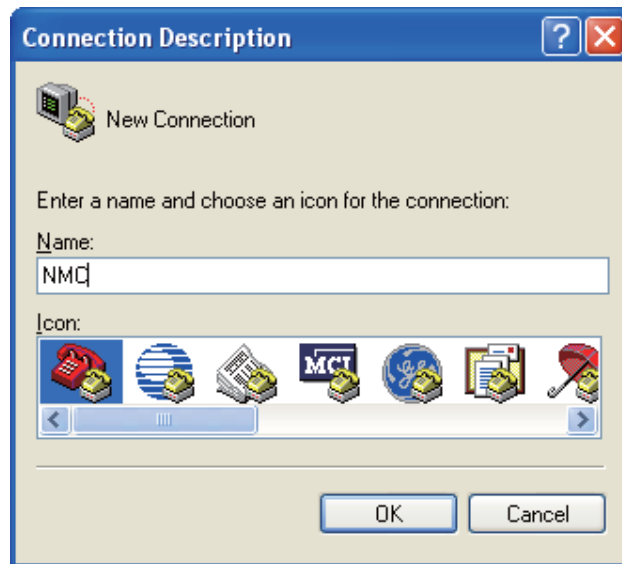 Connection Description
New Connection
Enter a name and choose an icon for the connection:
Name:
NMC
Icon:
MCI
OK Cancel